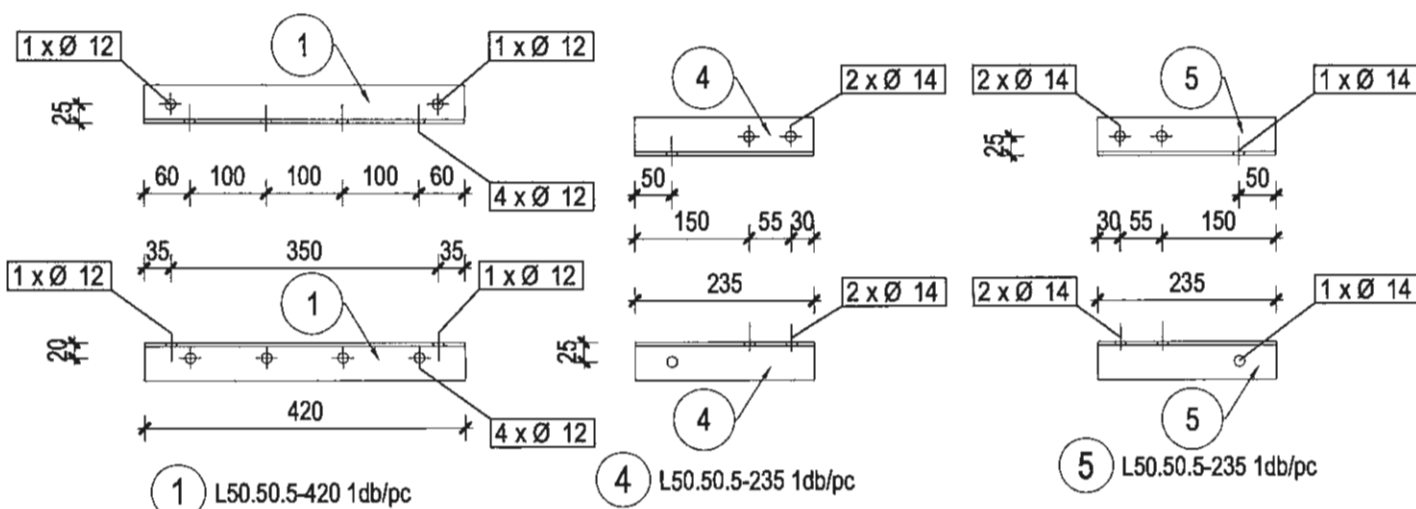 1 x Ø 12
1
1 x Ø 12
25
60 100 100 100 60
4 x Ø 12
35 350 35
1 x Ø 12
1 x Ø 12
1
20
420
4 x Ø 12
1 L50.50.5-420 1db/pc
4
2 x Ø 14
50
150 55 30
235
2 x Ø 14
25
4
4 L50.50.5-235 1db/pc
2 x Ø 14
5
1 x Ø 14
25
50
30 55 150
235
2 x Ø 14
1 x Ø 14
5
5 L50.50.5-235 1db/pc